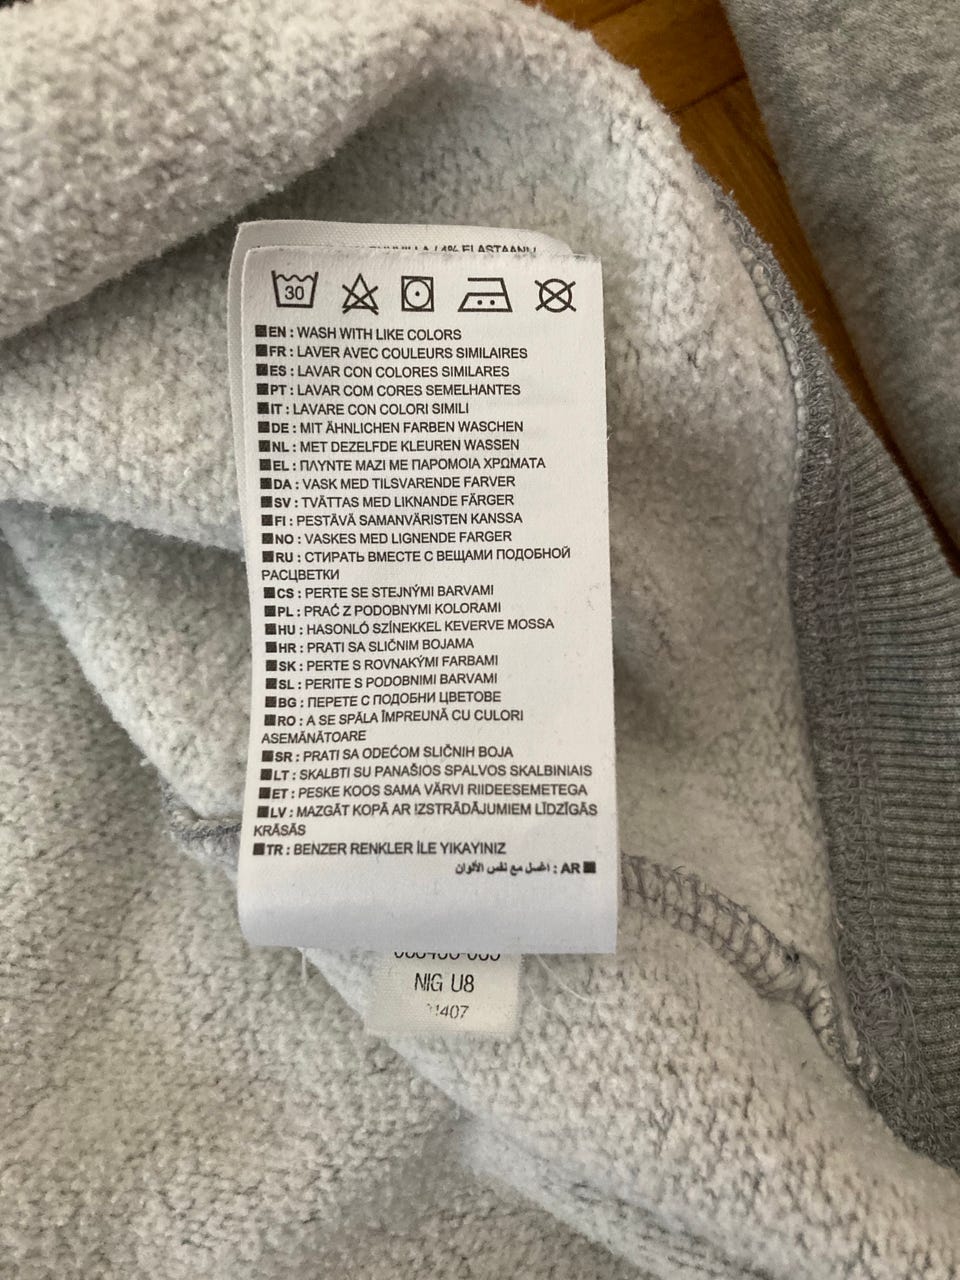 4% ELASTAANV
30
EN : WASH WITH LIKE COLORS
FR : LAVER AVEC COULEURS SIMILAIRES
ES : LAVAR CON COLORES SIMILARES
PT : LAVAR COM CORES SEMELHANTES
IT : LAVARE CON COLORI SIMILI
DE : MIT ÄHNLICHEN FARBEN WASCHEN
NL : MET DEZELFDE KLEUREN WASSEN
EL : ΠΛΥΝΤΕ ΜΑΖΙ ΜΕ ΠΑΡΟΜΟΙΑ ΧΡΩΜΑΤΑ
DA : VASK MED TILSVARENDE FARVER
SV : TVÄTTAS MED LIKNANDE FÄRGER
FI : PESTÄVÄ SAMANVÄRISTEN KANSSA
NO : VASKES MED LIGNENDE FARGER
RU : СТИРАТЬ ВМЕСТЕ С ВЕЩАМИ ПОДОБНОЙ
РАСЦВЕТКИ
CS : PERTE SE STEJNÝMI BARVAMI
PL : PRAĆ Z PODOBNYMI KOLORAMI
HU : HASONLÓ SZÍNEKKEL KEVERVE MOSSA
HR : PRATI SA SLIČNIM BOJAMA
SK : PERTE S ROVNAKÝMI FARBAMI
SL : PERITE S PODOBNIMI BARVAMI
BG : ПЕРЕТЕ С ПОДОБНИ ЦВЕТОВЕ
RO : A SE SPĂLA ÎMPREUNĂ CU CULORI
ASEMĂNĂTOARE
SR : PRATI SA ODEĆOM SLIČNIH BOJA
LT : SKALBTI SU PANAŠIOS SPALVOS SKALBINIAIS
ET : PESKE KOOS SAMA VÄRVI RIIDEESEMETEGA
LV : MAZGĀT KOPĀ AR IZSTRĀDĀJUMIEM LĪDZĪGĀS
KRĀSĀS
TR : BENZER RENKLER İLE YIKAYINIZ
AR : اغسل مع نفس الألوان
NIG U8
1407